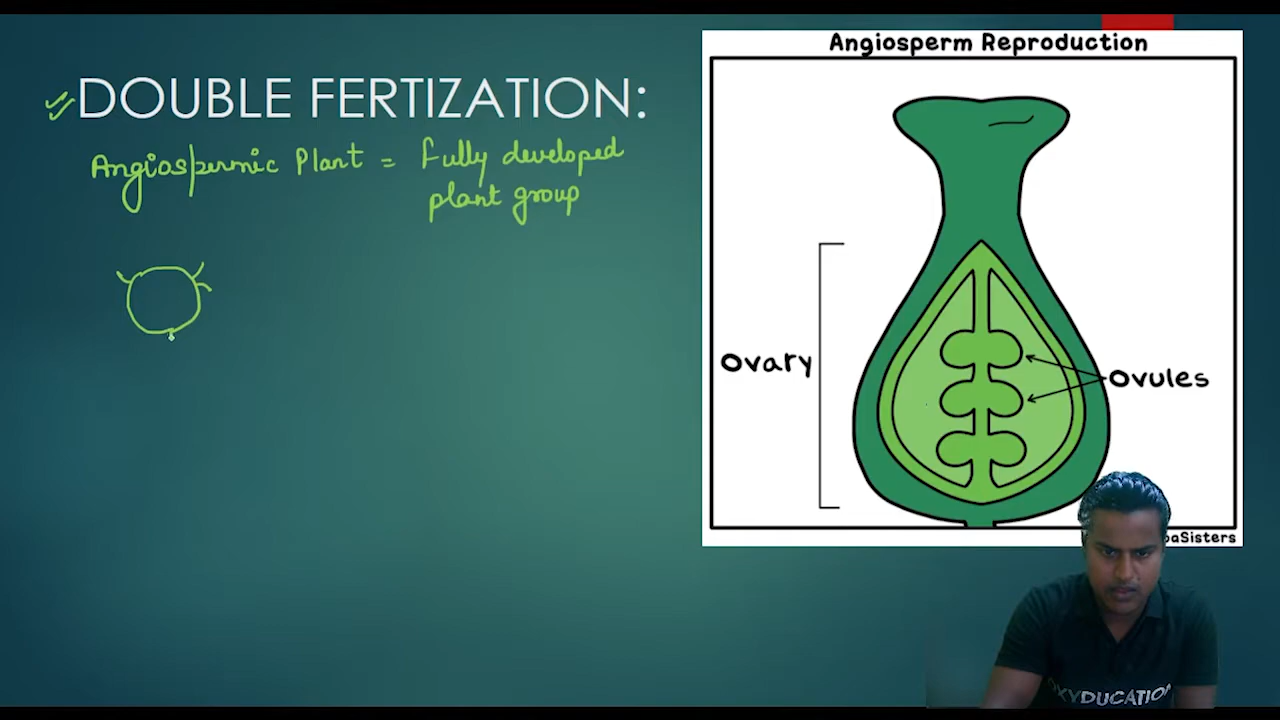 DOUBLE FERTIZATION:
Angiospermic Plant = Fully developed
plant group
Angiosperm Reproduction
Ovary
Ovules